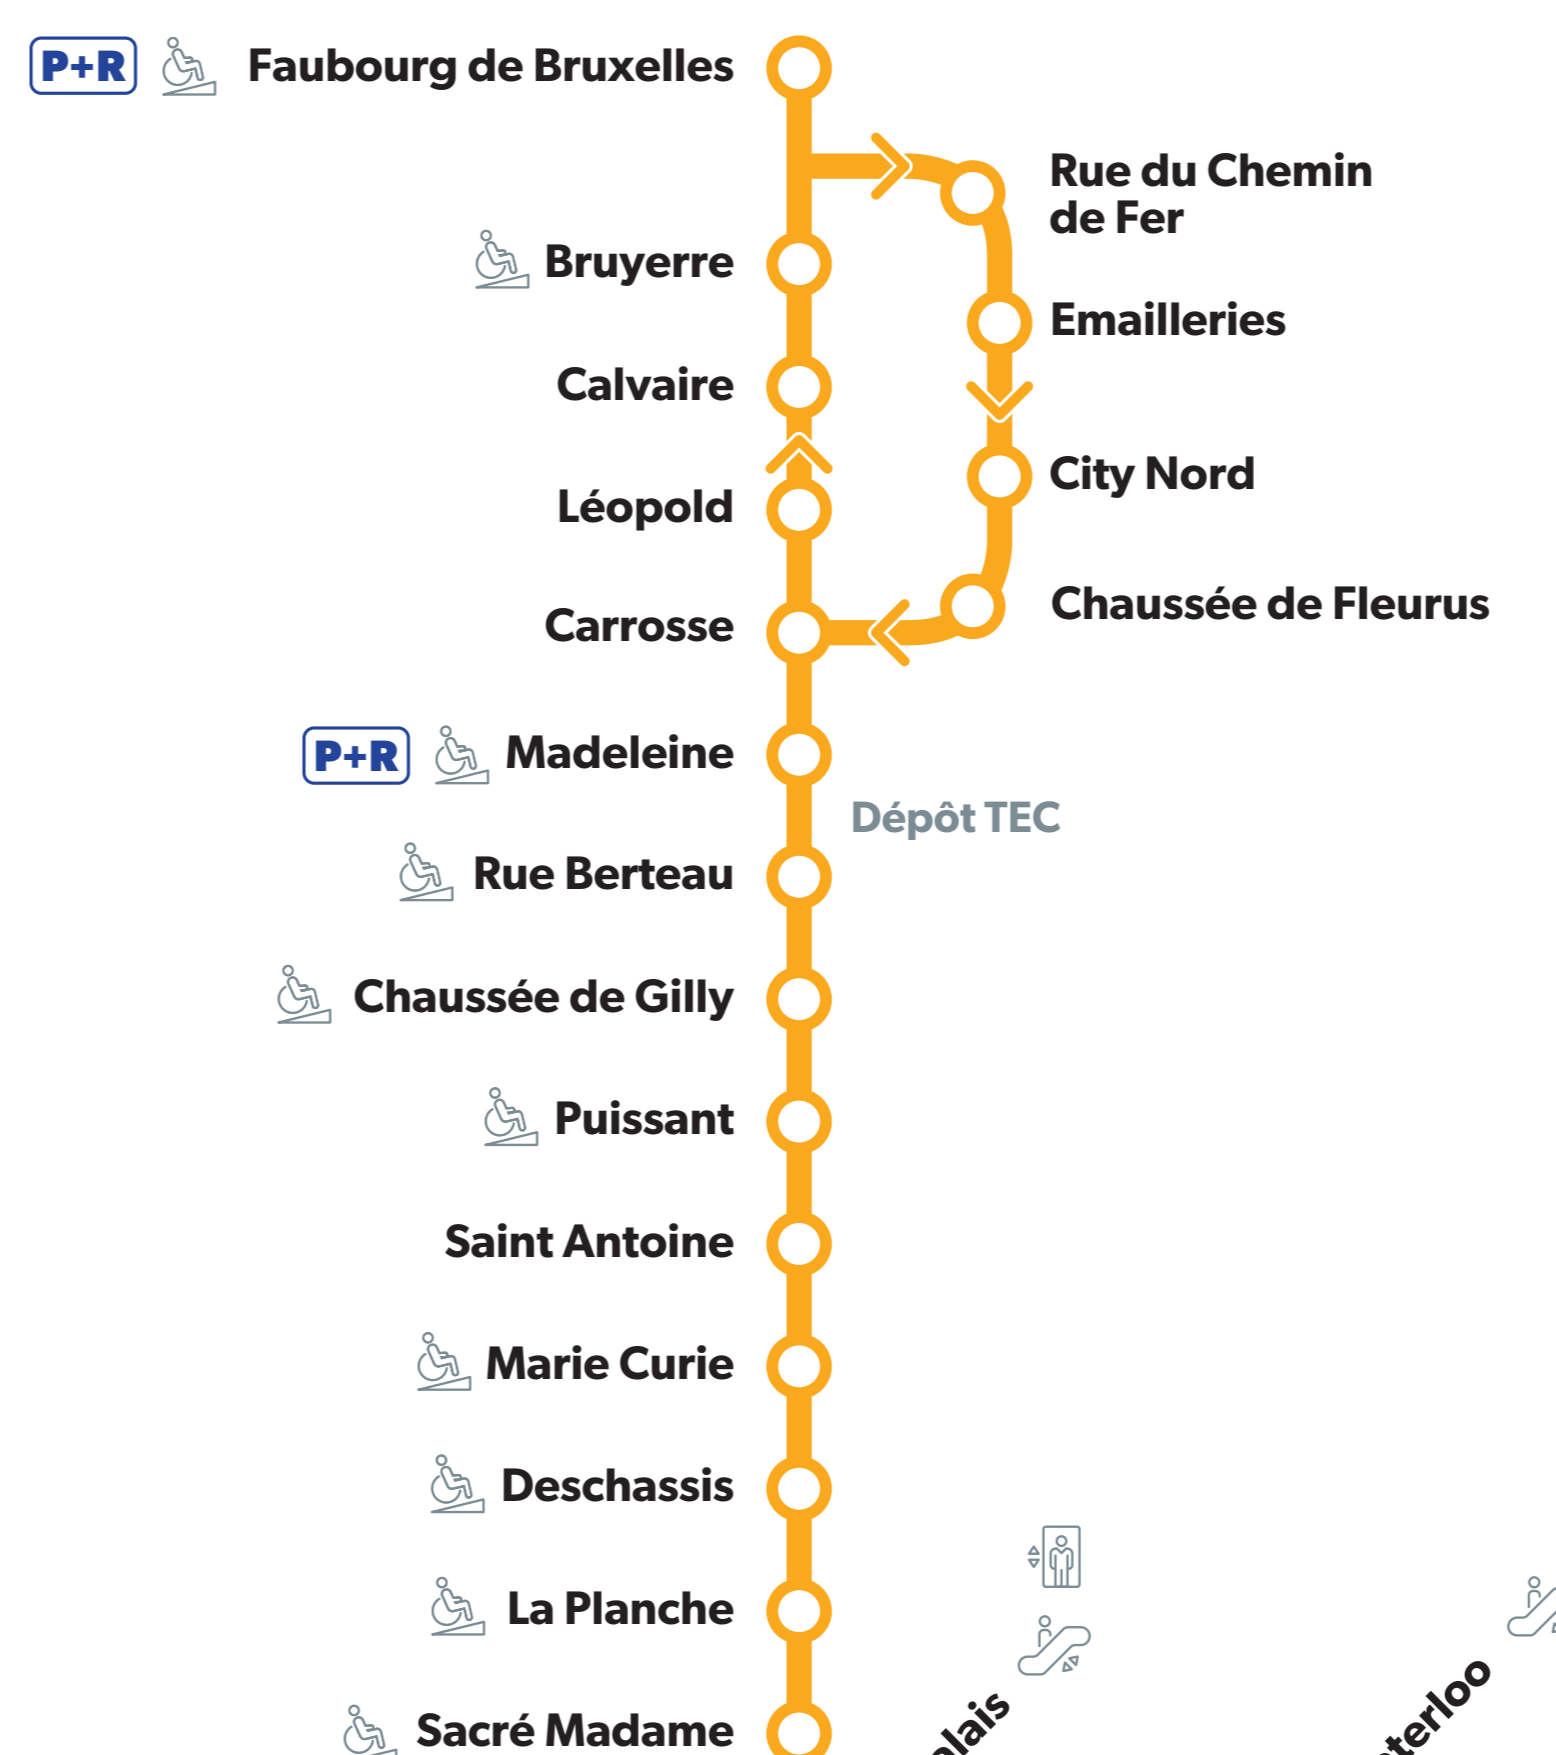 P+R Faubourg de Bruxelles
Rue du Chemin
de Fer
Bruyerre
Emailleries
Calvaire
City Nord
Léopold
Chaussée de Fleurus
Carrosse
P+R Madeleine
Dépôt TEC
Rue Berteau
Chaussée de Gilly
Puissant
Saint Antoine
Marie Curie
Deschassis
La Planche
Sacré Madame